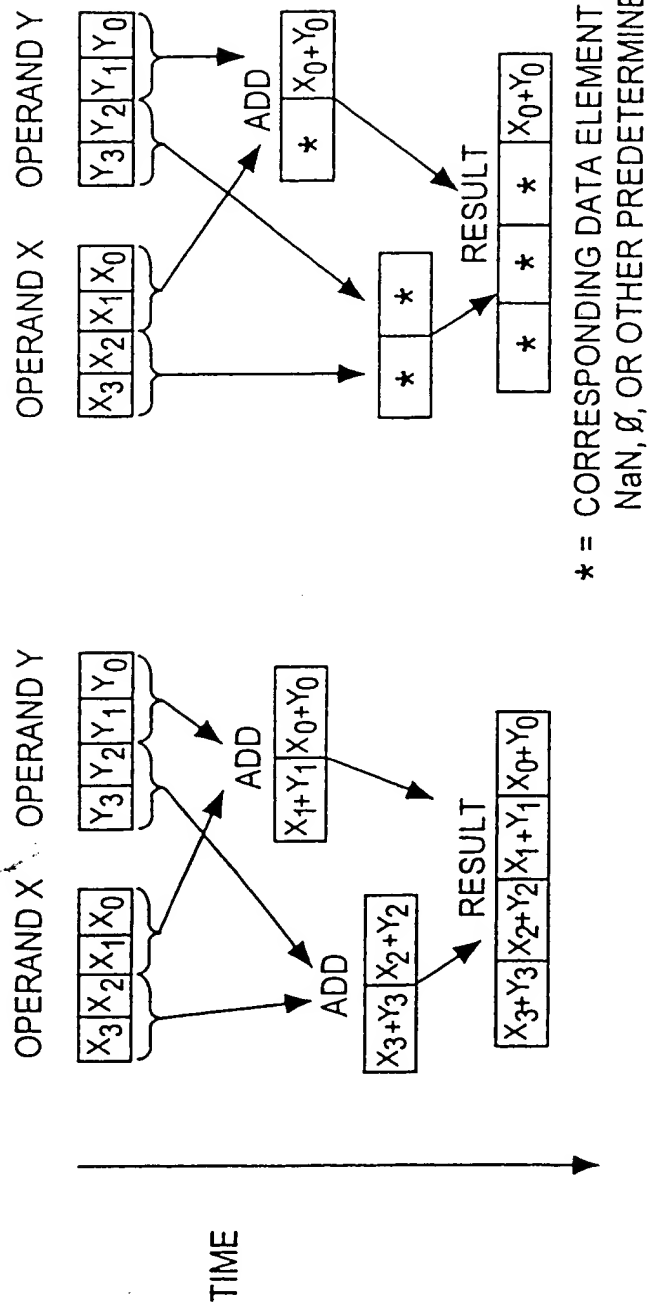 TIME
OPERAND X
X3 X2 X1 X0
OPERAND Y
Y3 Y2 Y1 Y0
ADD
X1+Y1 X0+Y0
ADD
X3+Y3 X2+Y2
RESULT
X3+Y3 X2+Y2 X1+Y1 X0+Y0
OPERAND X
X3 X2 X1 X0
OPERAND Y
Y3 Y2 Y1 Y0
ADD
* X0+Y0
* *
RESULT
* * * X0+Y0
* = CORRESPONDING DATA ELEMENT
NaN, Ø, OR OTHER PREDETERMINE